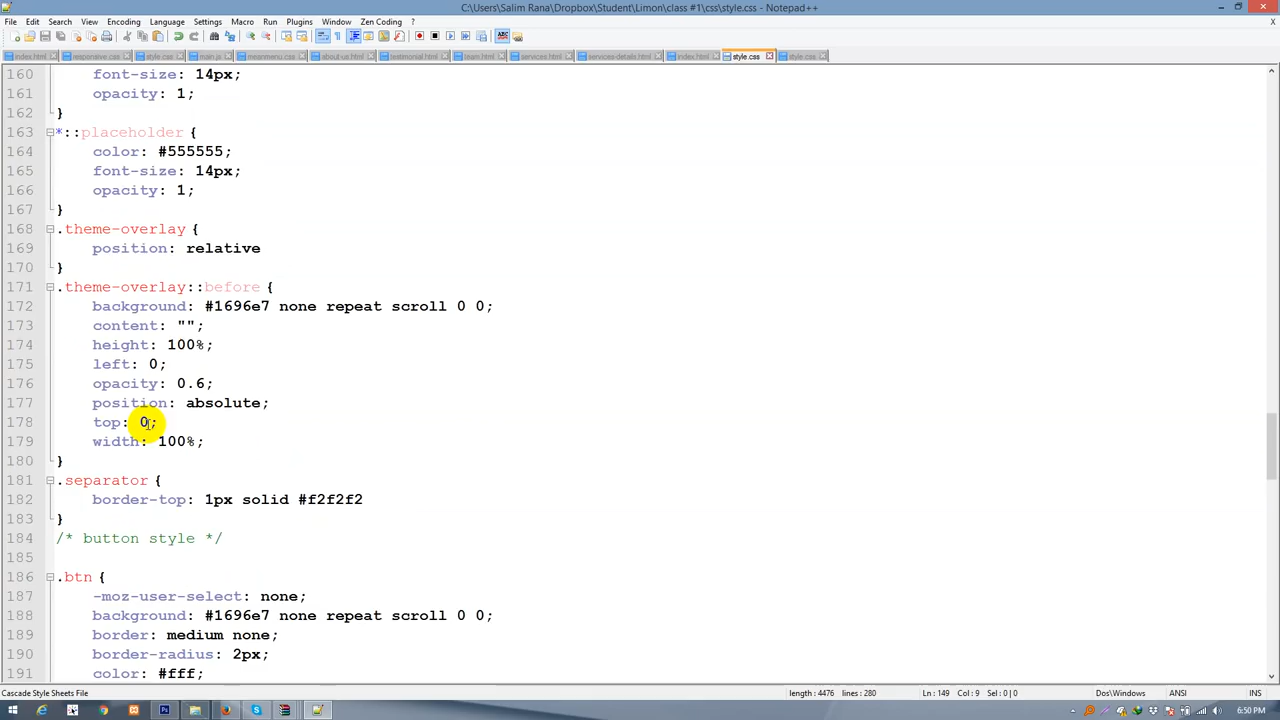 C:\Users\Salim Rana\Dropbox\Student\Limon\class #1\css\style.css - Notepad++
File Edit Search View Encoding Language Settings Macro Run Plugins Window Zen Coding ?
index.html responsive.css style.css main.js meanmenu.css about-us.html testimonial.html team.html services.html services-details.html index.html style.css style.css
160 font-size: 14px;
161 opacity: 1;
162 }
163 *::placeholder {
164 color: #555555;
165 font-size: 14px;
166 opacity: 1;
167 }
168 .theme-overlay {
169 position: relative
170 }
171 .theme-overlay::before {
172 background: #1696e7 none repeat scroll 0 0;
173 content: "";
174 height: 100%;
175 left: 0;
176 opacity: 0.6;
177 position: absolute;
178 top: 0;
179 width: 100%;
180 }
181 .separator {
182 border-top: 1px solid #f2f2f2
183 }
184 /* button style */
185
186 .btn {
187 -moz-user-select: none;
188 background: #1696e7 none repeat scroll 0 0;
189 border: medium none;
190 border-radius: 2px;
191 color: #fff;
Cascade Style Sheets File length : 4476 lines : 280 Ln : 149 Col : 9 Sel : 0 | 0 Dos\Windows ANSI INS
6:50 PM